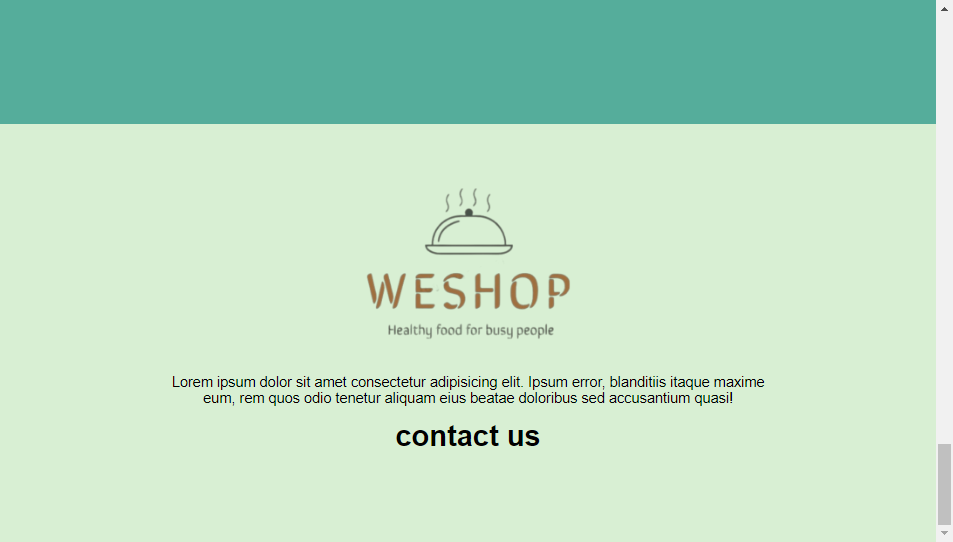 WESHOP
Healthy food for busy people
Lorem ipsum dolor sit amet consectetur adipisicing elit. Ipsum error, blanditiis itaque maxime
eum, rem quos odio tenetur aliquam eius beatae doloribus sed accusantium quasi!
contact us